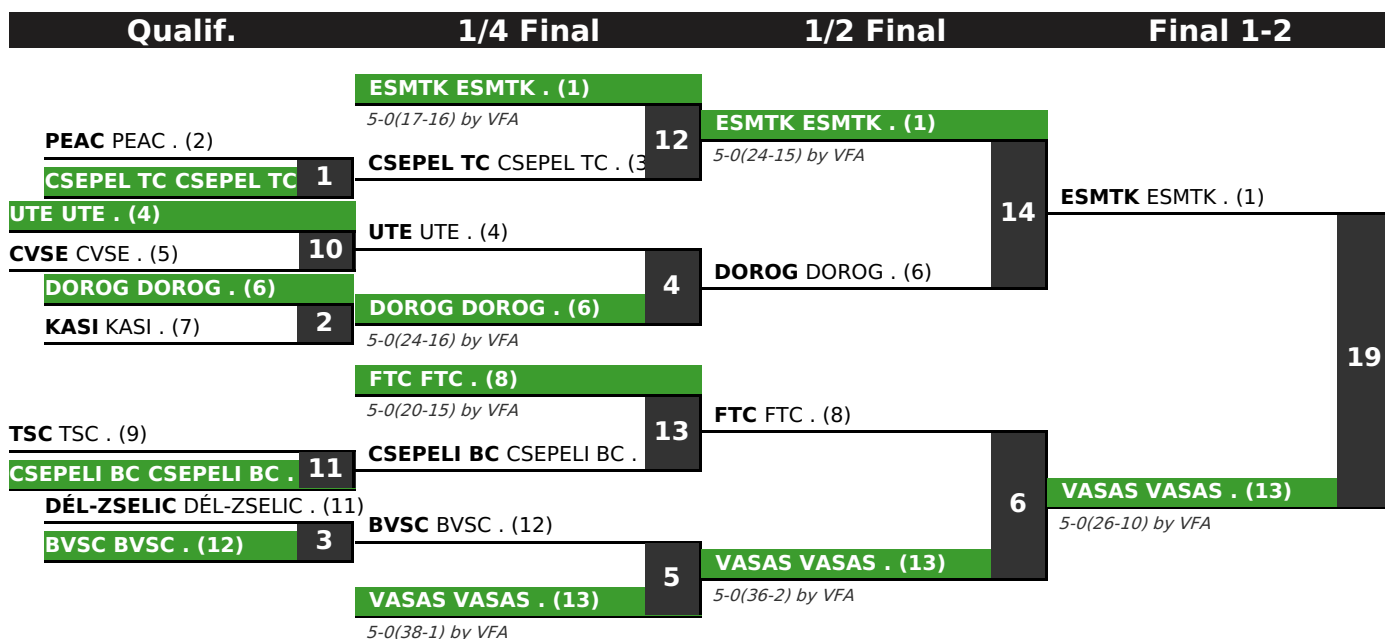 Qualif.
1/4 Final
1/2 Final
Final 1-2
PEAC PEAC . (2)
CSEPEL TC CSEPEL TC
1
UTE UTE . (4)
CVSE CVSE . (5)
10
DOROG DOROG . (6)
KASI KASI . (7)
2
TSC TSC . (9)
CSEPELI BC CSEPELI BC .
11
DÉL-ZSELIC DÉL-ZSELIC . (11)
BVSC BVSC . (12)
3
ESMTK ESMTK . (1)
5-0(17-16) by VFA
CSEPEL TC CSEPEL TC . (3
12
UTE UTE . (4)
DOROG DOROG . (6)
4
5-0(24-16) by VFA
FTC FTC . (8)
5-0(20-15) by VFA
CSEPELI BC CSEPELI BC .
13
BVSC BVSC . (12)
VASAS VASAS . (13)
5
5-0(38-1) by VFA
ESMTK ESMTK . (1)
5-0(24-15) by VFA
DOROG DOROG . (6)
14
FTC FTC . (8)
VASAS VASAS . (13)
6
5-0(36-2) by VFA
ESMTK ESMTK . (1)
VASAS VASAS . (13)
19
5-0(26-10) by VFA